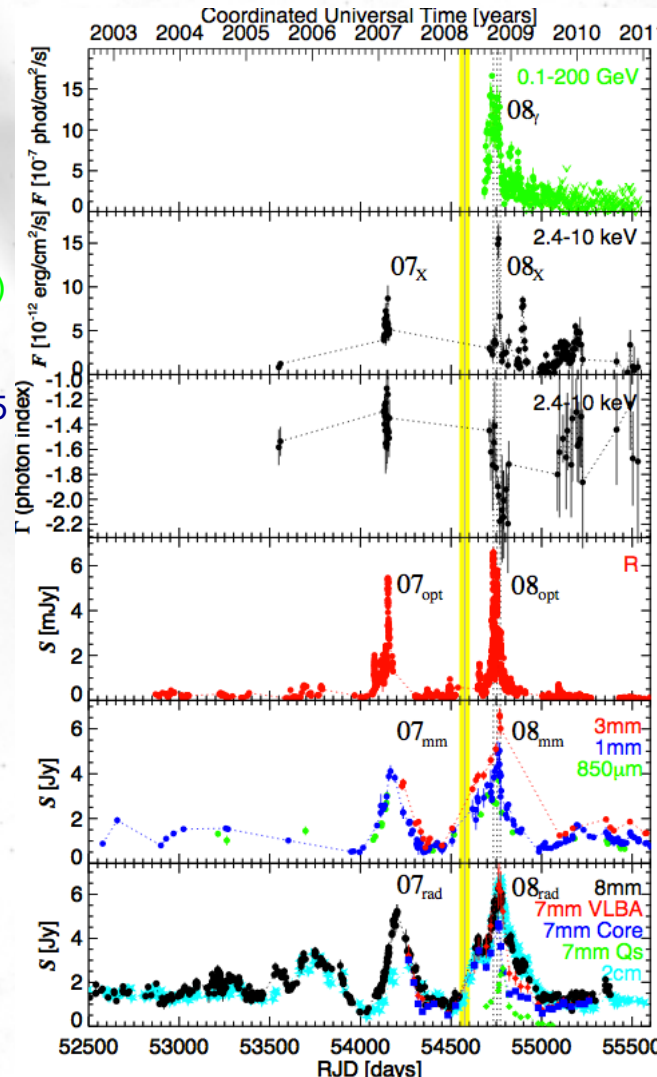 Coordinated Universal Time [years]
2003 2004 2005 2006 2007 2008 2009 2010 2011
F [10⁻⁷ phot/cm²/s]
15
10
5
0
0.1-200 GeV
08γ
F [10⁻¹² erg/cm²/s]
15
10
5
0
2.4-10 keV
07X
08X
)
5
Γ (photon index)
-1.0
-1.2
-1.4
-1.6
-1.8
-2.0
-2.2
2.4-10 keV
S [mJy]
6
4
2
0
R
07opt
08opt
S [Jy]
6
4
2
0
07mm
08mm
3mm
1mm
850μm
S [Jy]
6
4
2
0
07rad
08rad
8mm
7mm VLBA
7mm Core
7mm Qs
2cm
52500 53000 53500 54000 54500 55000 55500
RJD [days]